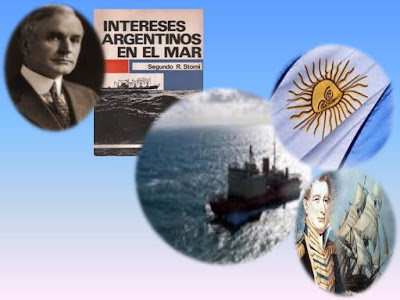 INTERESES
ARGENTINOS
EN EL MAR
Segundo R. Storni